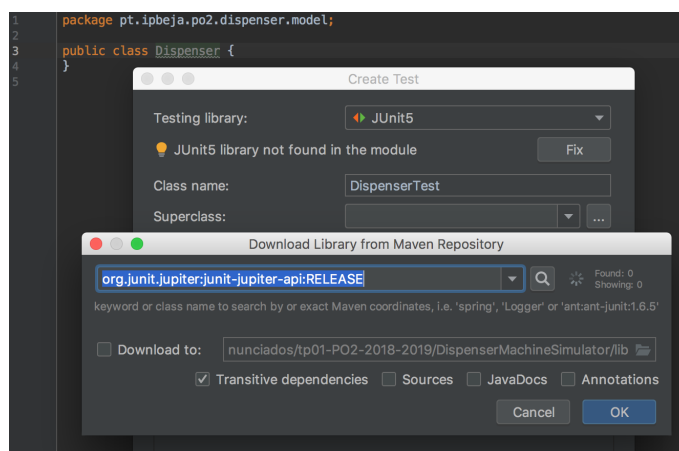 1 package pt.ipbeja.po2.dispenser.model;
2
3 public class Dispenser {
4 }
5
Create Test
Testing library: JUnit5
JUnit5 library not found in the module Fix
Class name: DispenserTest
Superclass: ...
Download Library from Maven Repository
org.junit.jupiter:junit-jupiter-api:RELEASE
Found: 0
Showing: 0
keyword or class name to search by or exact Maven coordinates, i.e. 'spring', 'Logger' or 'ant:ant-junit:1.6.5'
Download to: nunciados/tp01-PO2-2018-2019/DispenserMachineSimulator/lib
Transitive dependencies Sources JavaDocs Annotations
Cancel OK